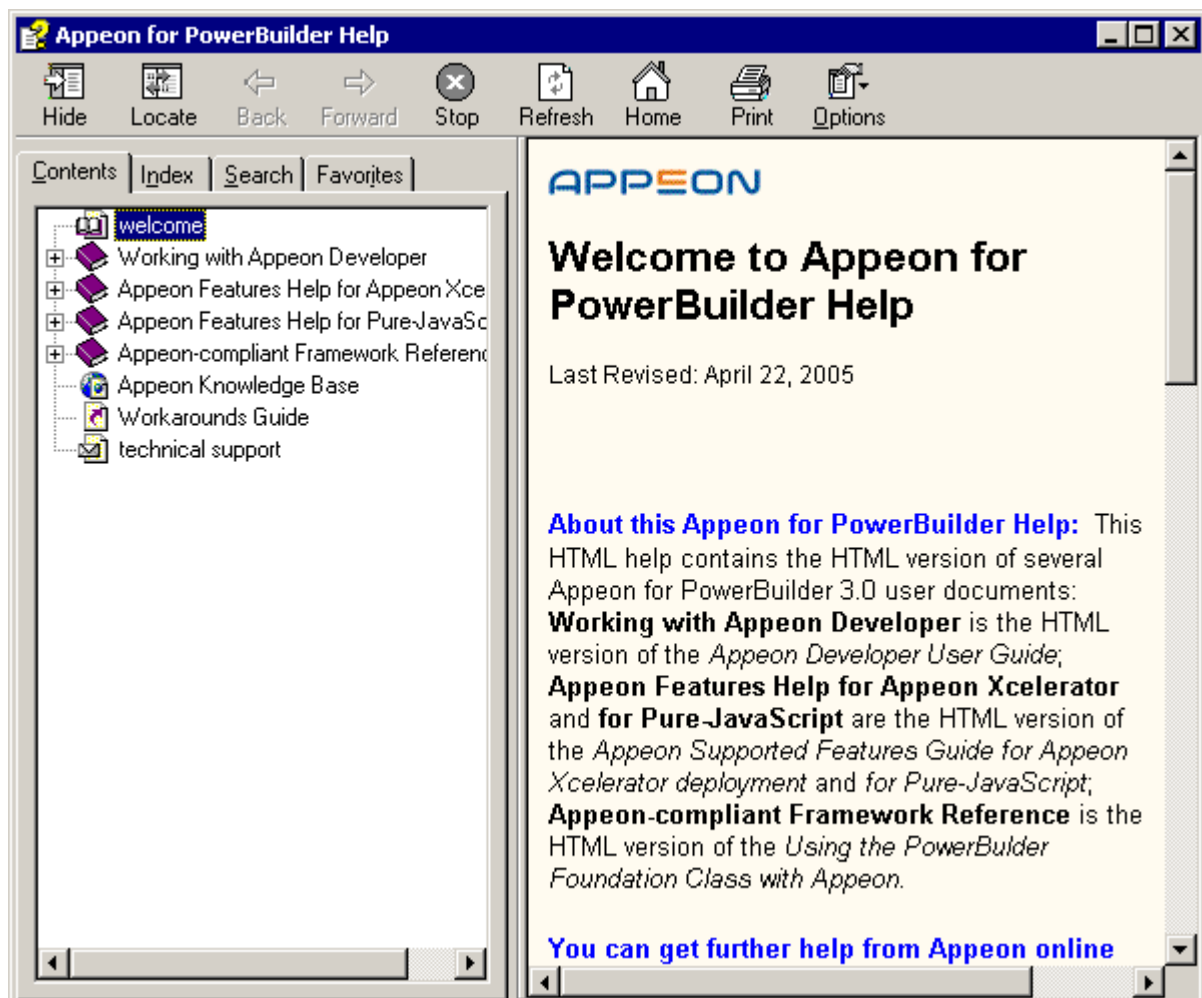 Appeon for PowerBuilder Help
Hide Locate Back Forward Stop Refresh Home Print Options
Contents Index Search Favorites
welcome
Working with Appeon Developer
Appeon Features Help for Appeon Xce
Appeon Features Help for Pure-JavaSc
Appeon-compliant Framework Referenc
Appeon Knowledge Base
Workarounds Guide
technical support
APPEON
Welcome to Appeon for
PowerBuilder Help
Last Revised: April 22, 2005
About this Appeon for PowerBuilder Help: This
HTML help contains the HTML version of several
Appeon for PowerBuilder 3.0 user documents:
Working with Appeon Developer is the HTML
version of the Appeon Developer User Guide;
Appeon Features Help for Appeon Xcelerator
and for Pure-JavaScript are the HTML version of
the Appeon Supported Features Guide for Appeon
Xcelerator deployment and for Pure-JavaScript;
Appeon-compliant Framework Reference is the
HTML version of the Using the PowerBulder
Foundation Class with Appeon.
You can get further help from Appeon online